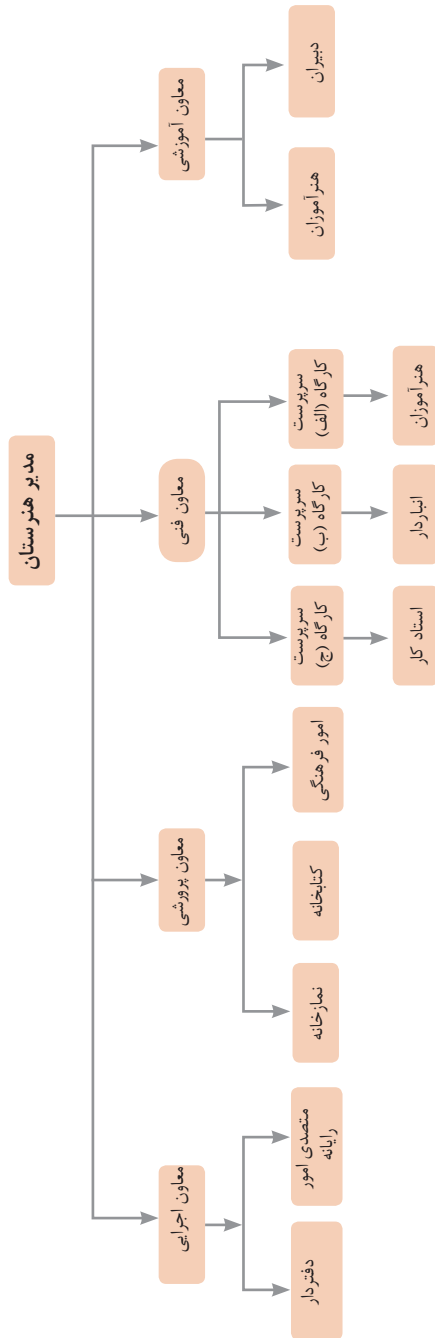 مدیر هنرستان
معاون آموزشی
معاون فنی
معاون پرورشی
معاون اجرایی
دبیران
هنرآموزان
سرپرست
کارگاه (الف)
سرپرست
کارگاه (ب)
سرپرست
کارگاه (ج)
امور فرهنگی
کتابخانه
نمازخانه
متصدی امور
رایانه
دفتردار
هنرآموزان
انباردار
استاد کار